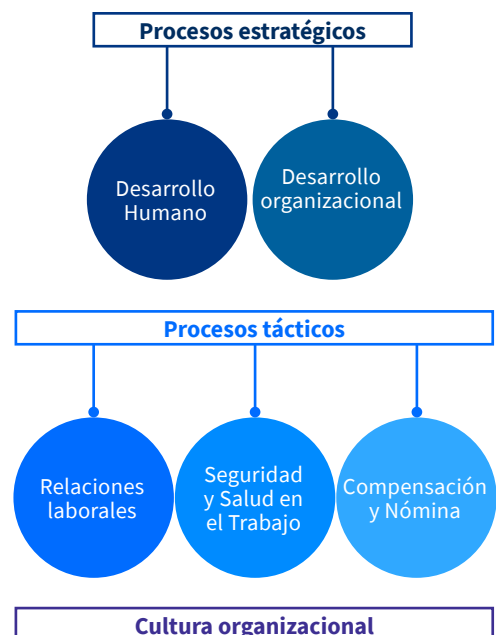 Procesos estratégicos
Desarrollo
Humano
Desarrollo
organizacional
Procesos tácticos
Relaciones
laborales
Seguridad
y Salud en
el Trabajo
Compensación
y Nómina
Cultura organizacional